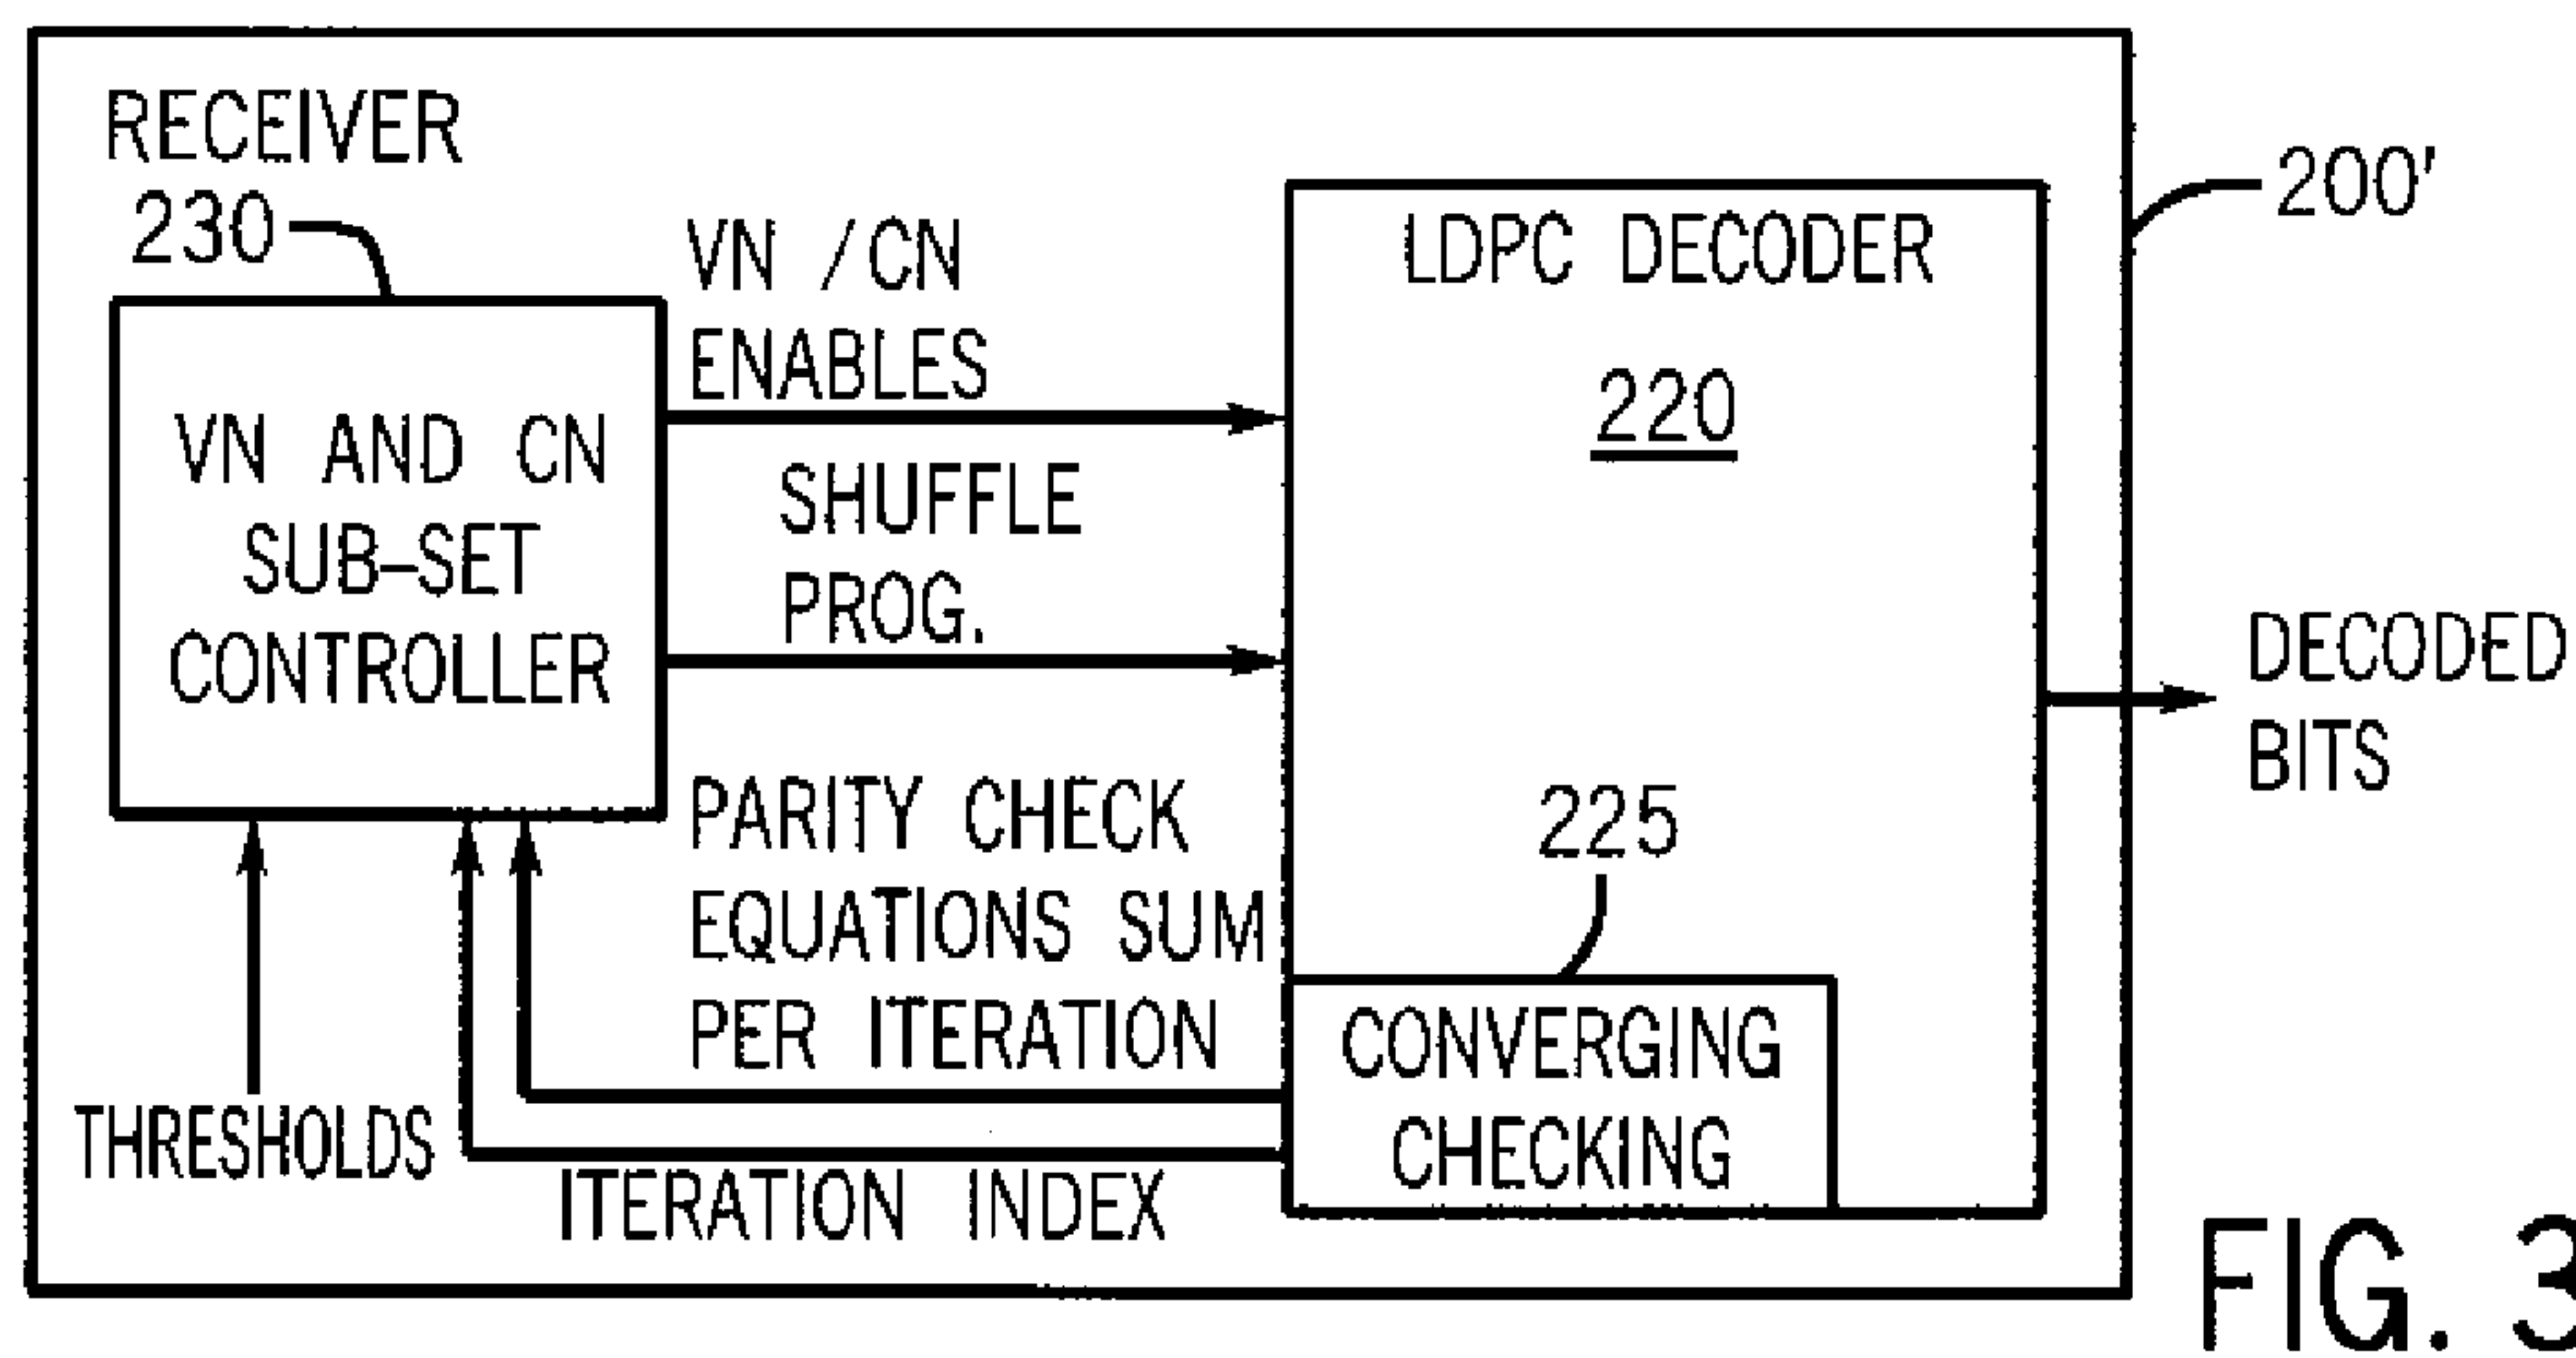 RECEIVER
230
VN /CN
ENABLES
VN AND CN
SUB-SET
CONTROLLER
SHUFFLE
PROG.
PARITY CHECK
EQUATIONS SUM
PER ITERATION
THRESHOLDS
ITERATION INDEX
LDPC DECODER
220
225
CONVERGING
CHECKING
200'
DECODED
BITS
FIG. 3